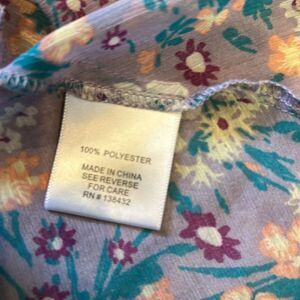 100% POLYESTER
MADE IN CHINA
SEE REVERSE
FOR CARE
RN # 138432